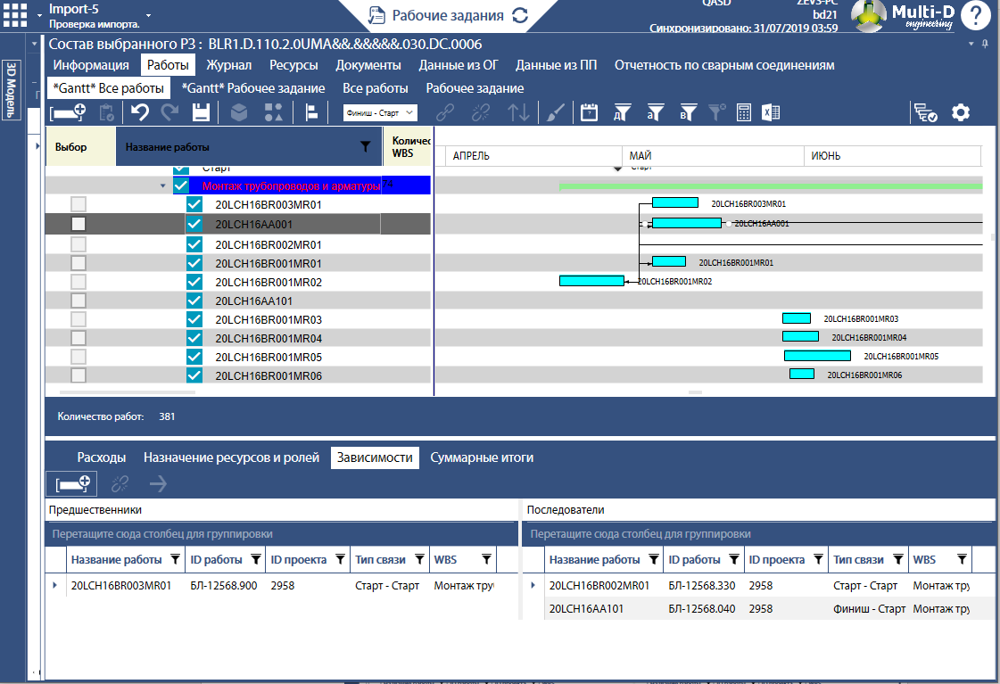 Import-5
Проверка импорта.
Рабочие задания
QASD
ZEVS-PC
bd21
Синхронизировано: 31/07/2019 03:59
Multi-D
engineering
?
3D Модель
Состав выбранного РЗ : BLR1.D.110.2.0UMA&&.&&&&&.030.DC.0006
Информация Работы Журнал Ресурсы Документы Данные из ОГ Данные из ПП Отчетность по сварным соединениям
*Gantt* Все работы *Gantt* Рабочее задание Все работы Рабочее задание
Финиш - Старт
Выбор Название работы Количес WBS
АПРЕЛЬ МАЙ ИЮНЬ
Старт Старт
Монтаж трубопроводов и арматуры
20LCH16BR003MR01 20LCH16BR003MR01
20LCH16AA001 20LCH16AA001
20LCH16BR002MR01
20LCH16BR001MR01 20LCH16BR001MR01
20LCH16BR001MR02 20LCH16BR001MR02
20LCH16AA101
20LCH16BR001MR03 20LCH16BR001MR03
20LCH16BR001MR04 20LCH16BR001MR04
20LCH16BR001MR05 20LCH16BR001MR05
20LCH16BR001MR06 20LCH16BR001MR06
Количество работ: 381
Расходы Назначение ресурсов и ролей Зависимости Суммарные итоги
Предшественники
Перетащите сюда столбец для группировки
Название работы ID работы ID проекта Тип связи WBS
20LCH16BR003MR01 БЛ-12568.900 2958 Старт - Старт Монтаж тру
Последователи
Перетащите сюда столбец для группировки
Название работы ID работы ID проекта Тип связи WBS
20LCH16BR002MR01 БЛ-12568.330 2958 Старт - Старт Монтаж тру
20LCH16AA101 БЛ-12568.040 2958 Финиш - Старт Монтаж тру